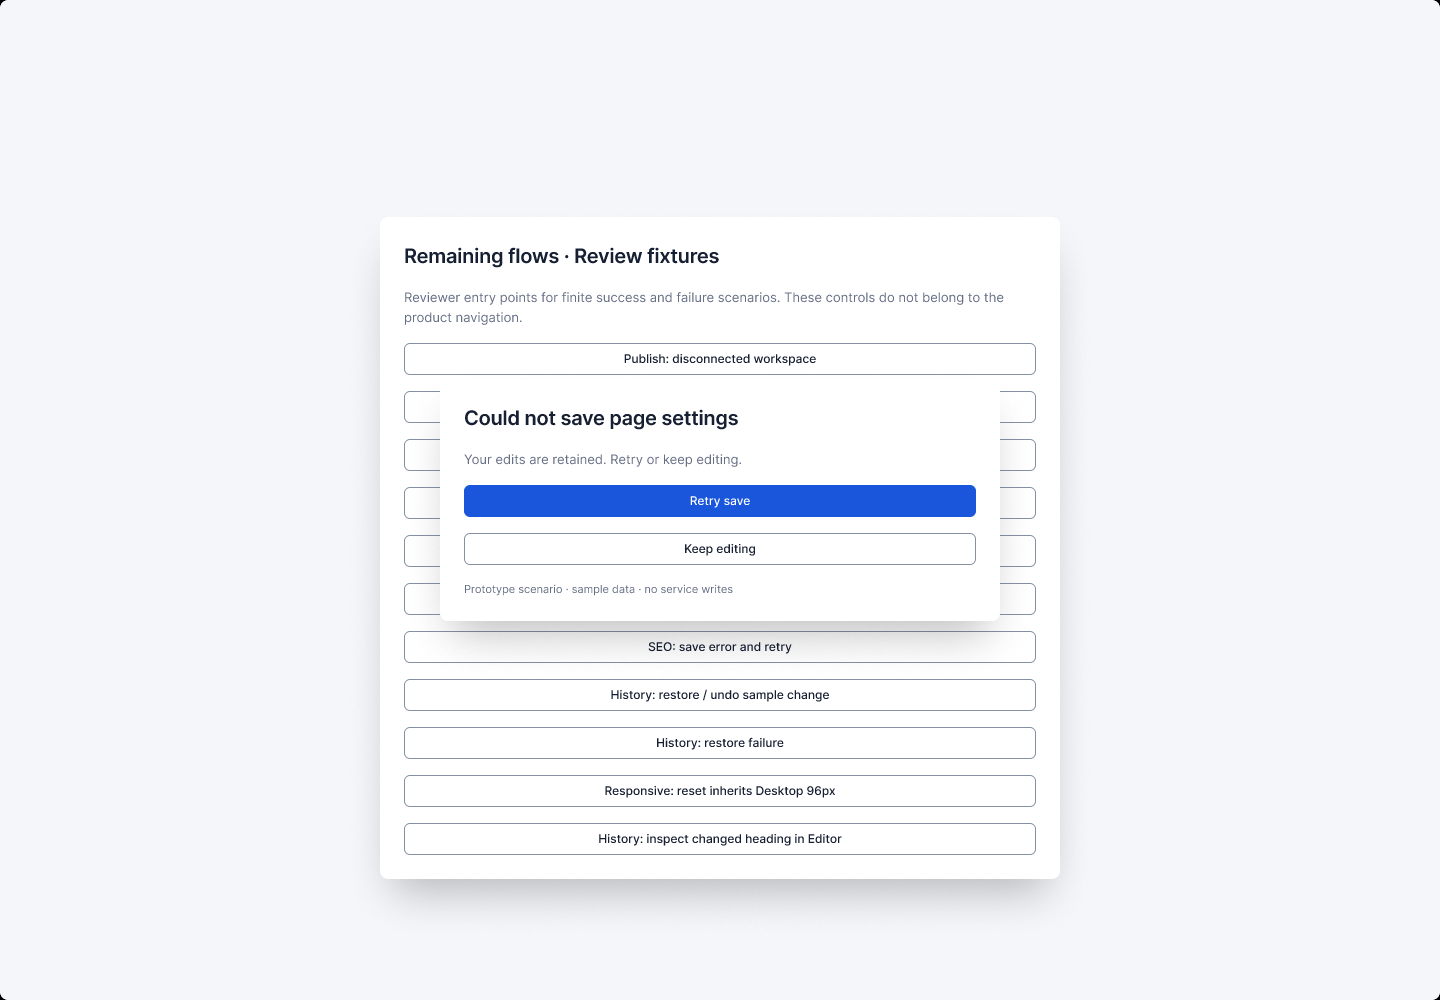 Remaining flows · Review fixtures
Reviewer entry points for finite success and failure scenarios. These controls do not belong to the
product navigation.
Publish: disconnected workspace
Could not save page settings
Your edits are retained. Retry or keep editing.
Retry save
Keep editing
Prototype scenario · sample data · no service writes
SEO: save error and retry
History: restore / undo sample change
History: restore failure
Responsive: reset inherits Desktop 96px
History: inspect changed heading in Editor